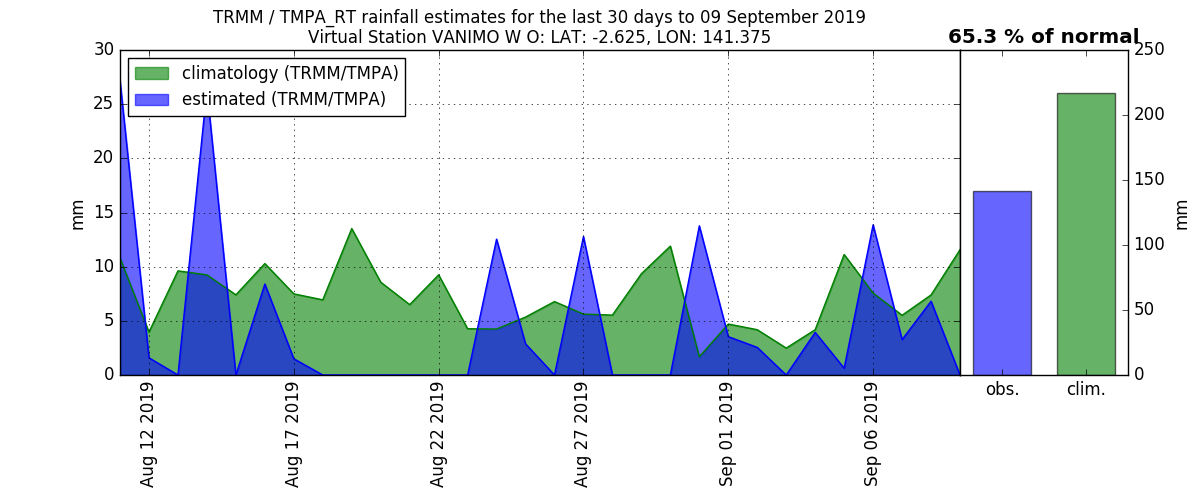 TRMM / TMPA_RT rainfall estimates for the last 30 days to 09 September 2019
Virtual Station VANIMO W O: LAT: -2.625, LON: 141.375
65.3 % of normal
climatology (TRMM/TMPA)
estimated (TRMM/TMPA)
30
25
20
15
10
5
0
mm
Aug 12 2019
Aug 17 2019
Aug 22 2019
Aug 27 2019
Sep 01 2019
Sep 06 2019
obs.
clim.
250
200
150
100
50
0
mm